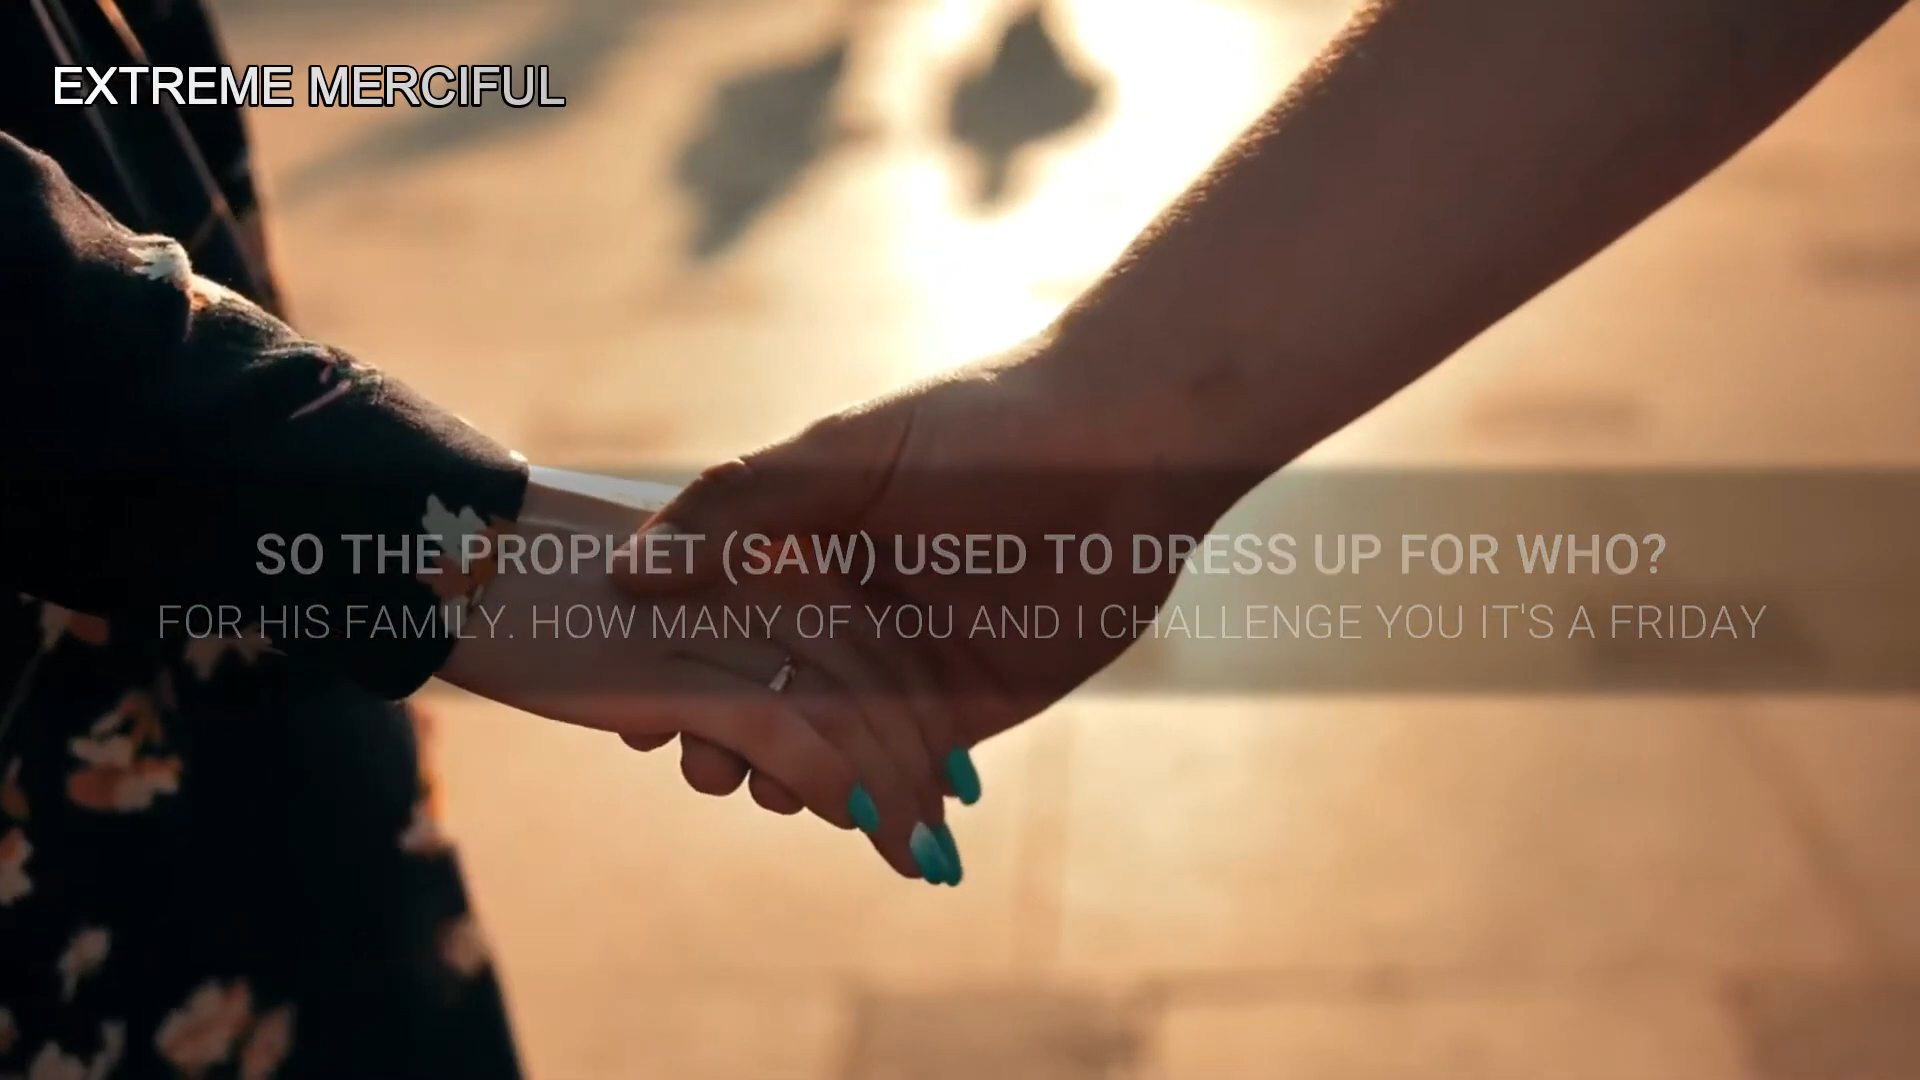 EXTREME MERCIFUL
SO THE PROPHET (SAW) USED TO DRESS UP FOR WHO?
FOR HIS FAMILY. HOW MANY OF YOU AND I CHALLENGE YOU IT'S A FRIDAY